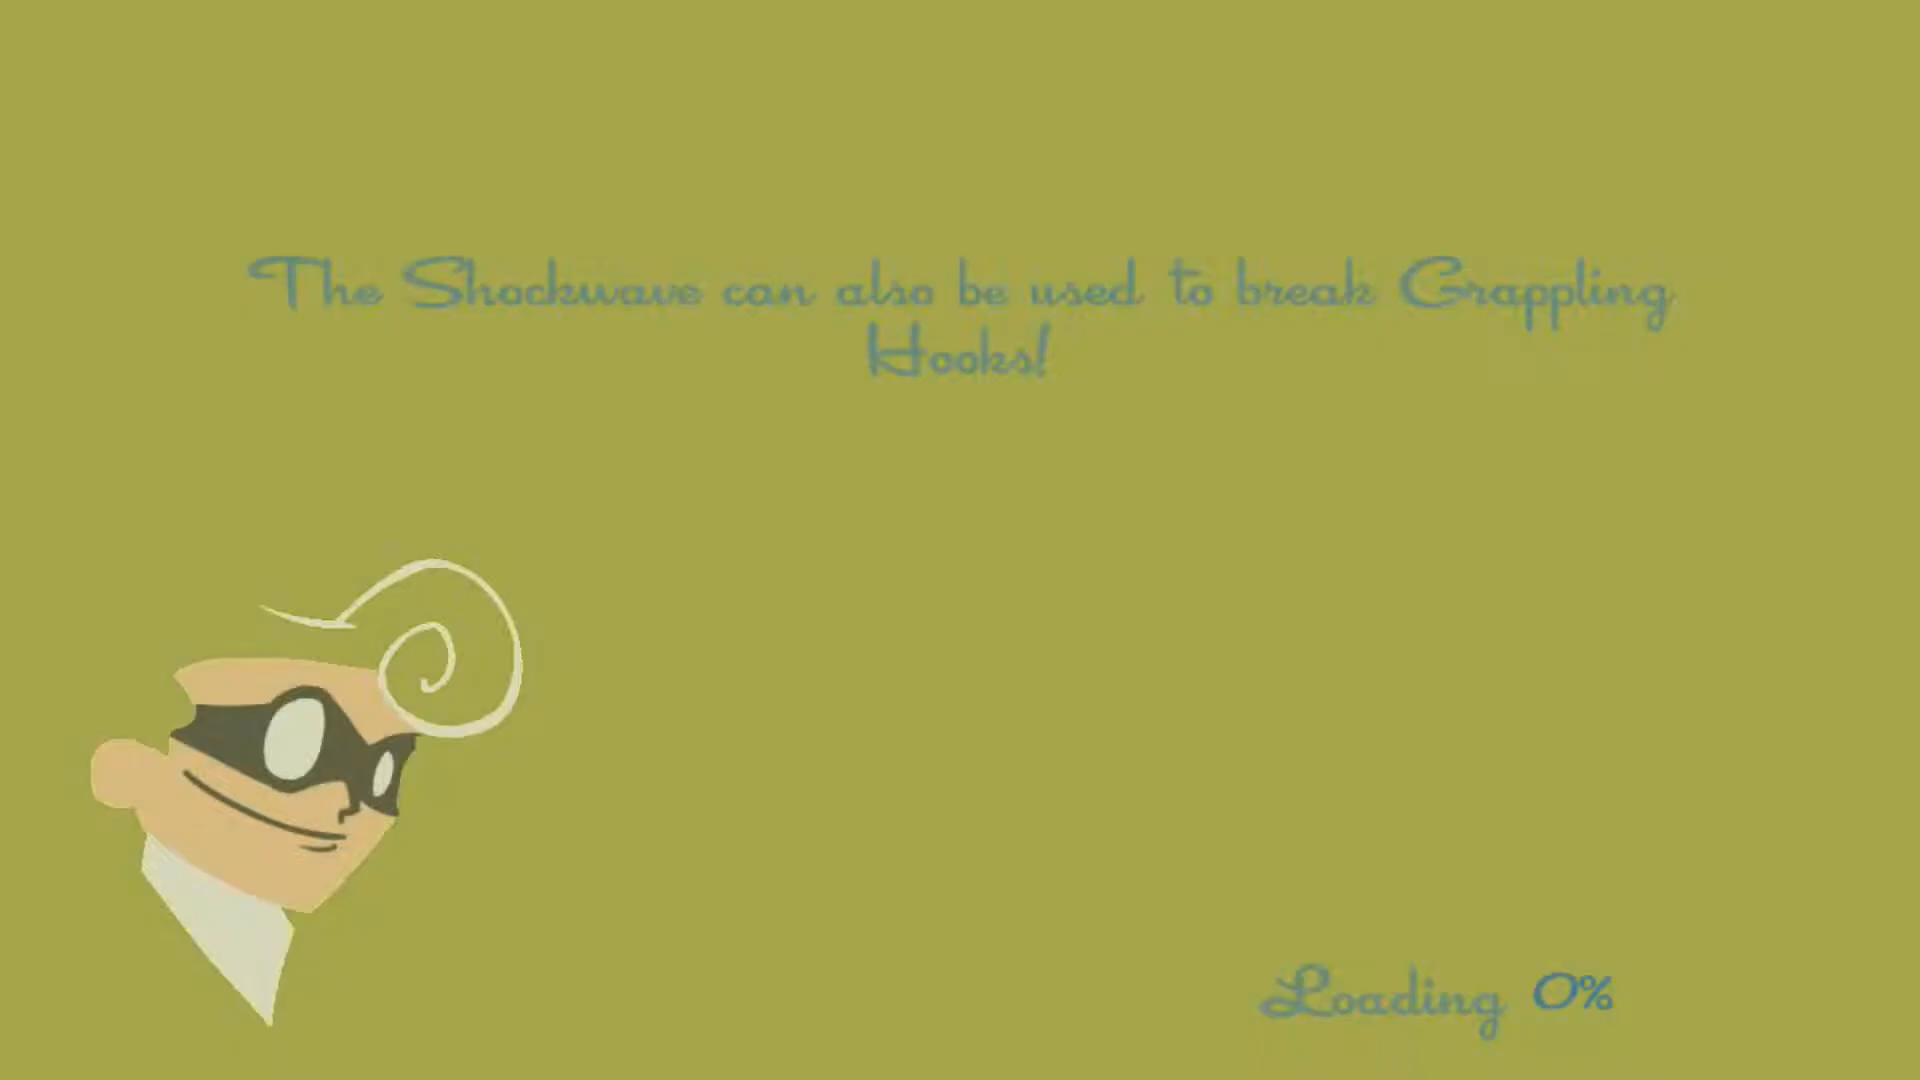 The Shockwave can also be used to break Grappling
Hooks!
Loading 0%